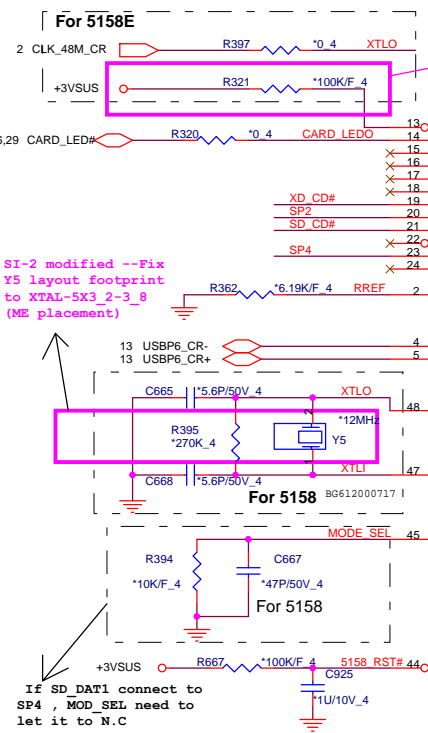 For 5158E
2 CLK_48M_CR R397 *0_4 XTLO
+3VSUS R321 *100K/F_4
13
6,29 CARD_LED# R320 *0_4 CARD_LEDO 14
15
16
17
18
XD_CD# 19
SP2 20
SD_CD# 21
22
SP4 23
24
SI-2 modified --Fix
Y5 layout footprint
to XTAL-5X3_2-3_8
(ME placement)
R362 *6.19K/F_4 RREF 2
13 USBP6_CR- 4
13 USBP6_CR+ 5
C665 *5.6P/50V_4 XTLO 48
2 *12MHz
R395
*270K_4
Y5
1
C668 *5.6P/50V_4 XTLI 47
For 5158 BG612000717
MODE_SEL 45
R394 C667
*10K/F_4 *47P/50V_4
For 5158
+3VSUS R667 *100K/F_4 5158_RST# 44
C925
*1U/10V_4
If SD_DAT1 connect to
SP4 , MOD_SEL need to
let it to N.C